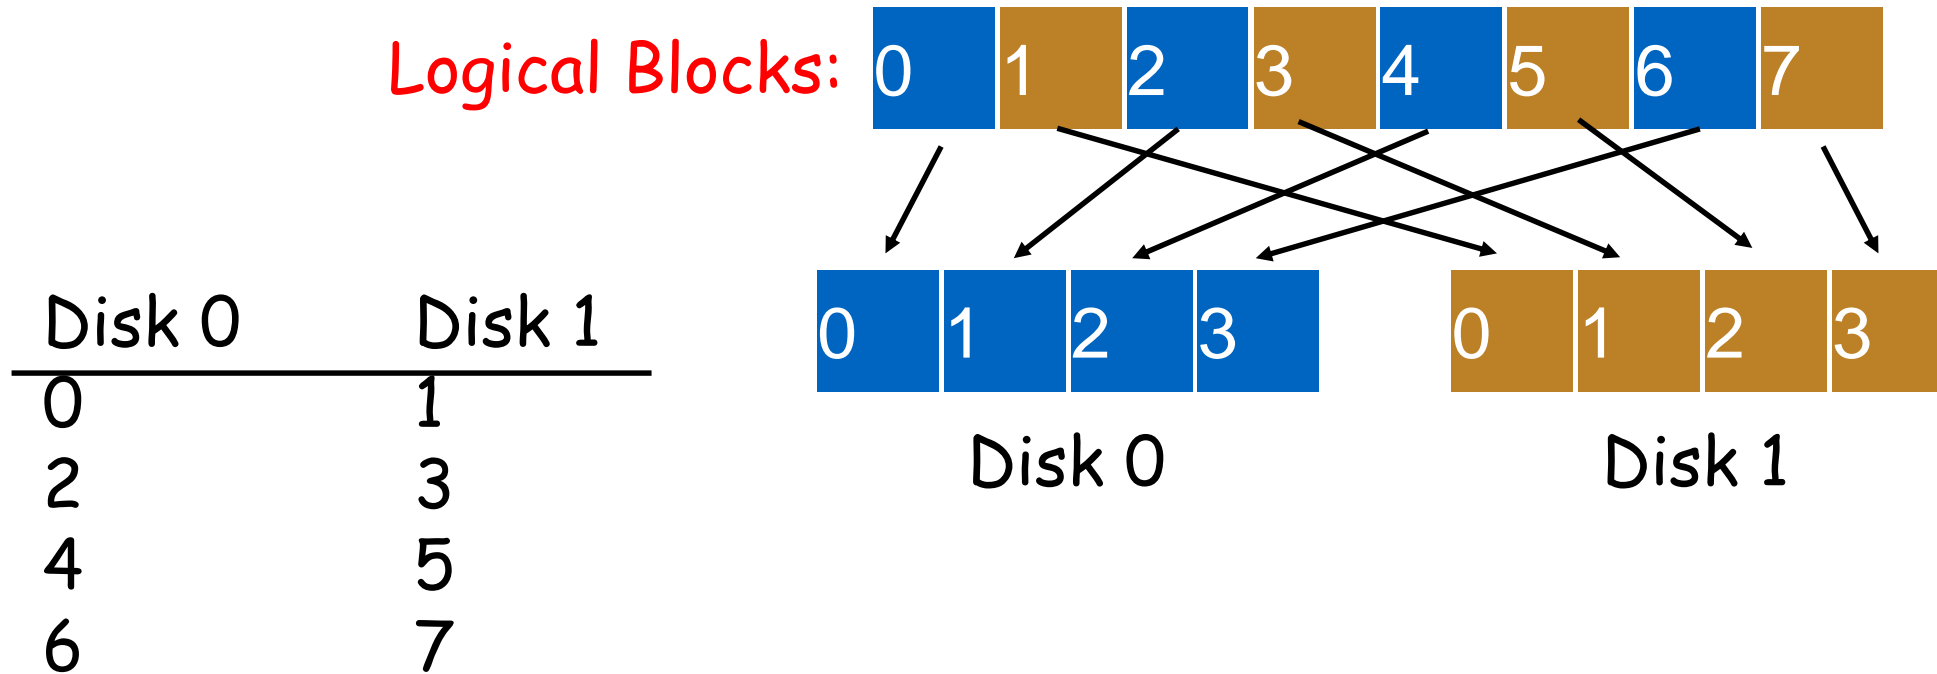 Logical Blocks: 0 1 2 3 4 5 6 7
0 1 2 3 0 1 2 3
Disk 0 Disk 1
Disk 0 Disk 1
0 1
2 3
4 5
6 7